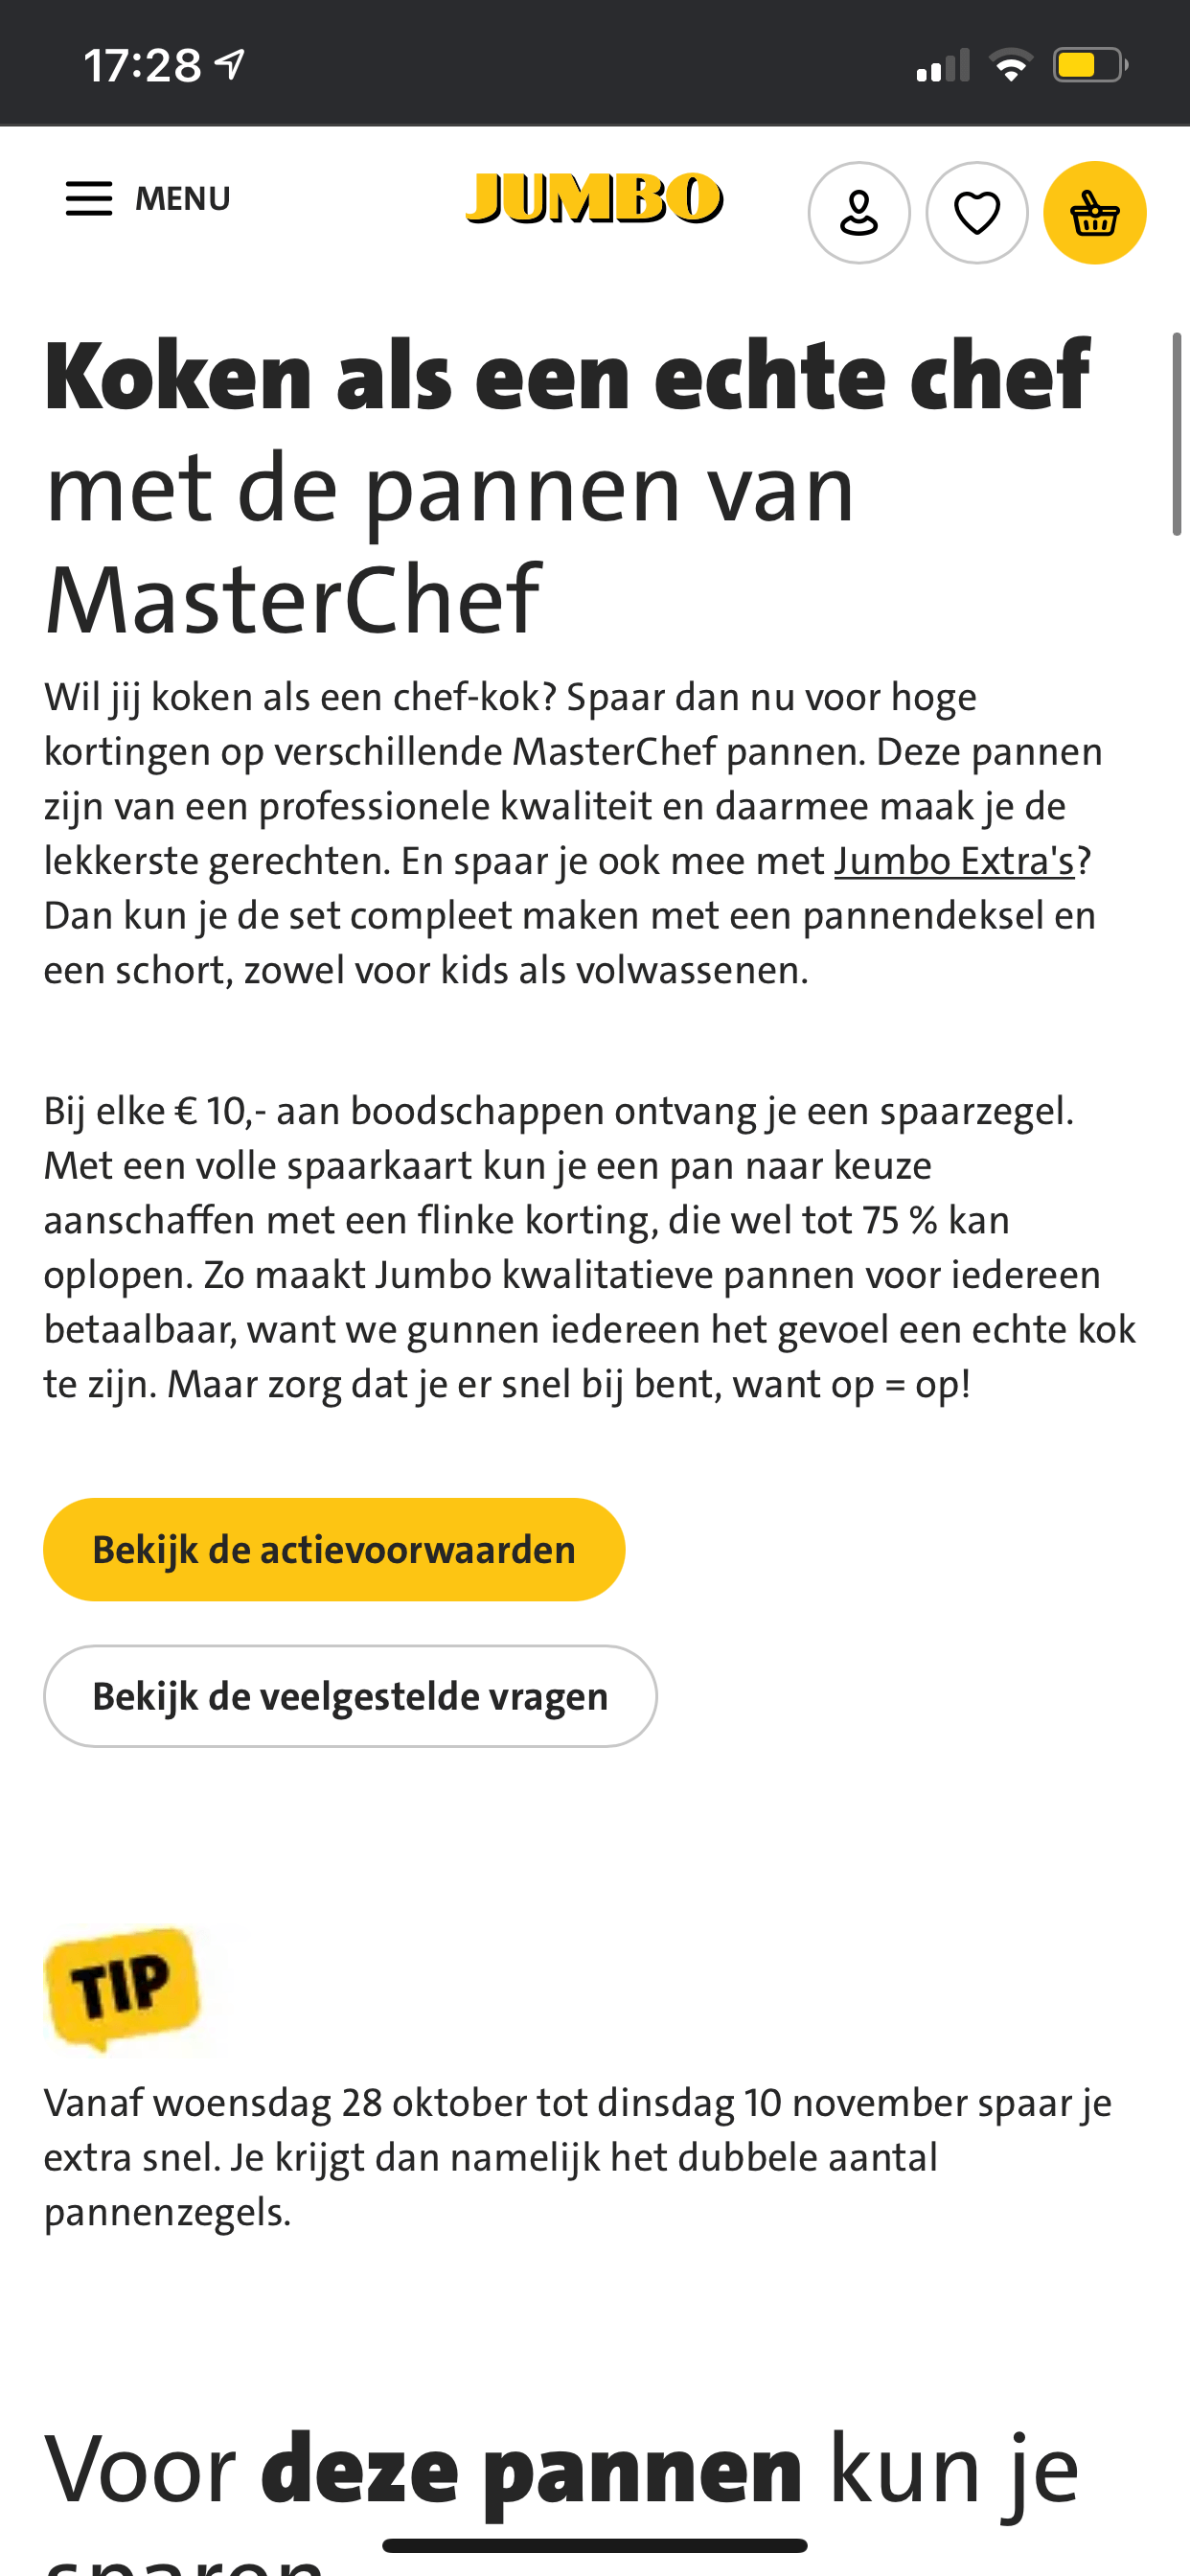 17:28
MENU
JUMBO
Koken als een echte chef
met de pannen van
MasterChef
Wil jij koken als een chef-kok? Spaar dan nu voor hoge
kortingen op verschillende MasterChef pannen. Deze pannen
zijn van een professionele kwaliteit en daarmee maak je de
lekkerste gerechten. En spaar je ook mee met Jumbo Extra's?
Dan kun je de set compleet maken met een pannendeksel en
een schort, zowel voor kids als volwassenen.
Bij elke € 10,- aan boodschappen ontvang je een spaarzegel.
Met een volle spaarkaart kun je een pan naar keuze
aanschaffen met een flinke korting, die wel tot 75 % kan
oplopen. Zo maakt Jumbo kwalitatieve pannen voor iedereen
betaalbaar, want we gunnen iedereen het gevoel een echte kok
te zijn. Maar zorg dat je er snel bij bent, want op = op!
Bekijk de actievoorwaarden
Bekijk de veelgestelde vragen
TIP
Vanaf woensdag 28 oktober tot dinsdag 10 november spaar je
extra snel. Je krijgt dan namelijk het dubbele aantal
pannenzegels.
Voor deze pannen kun je
sparen